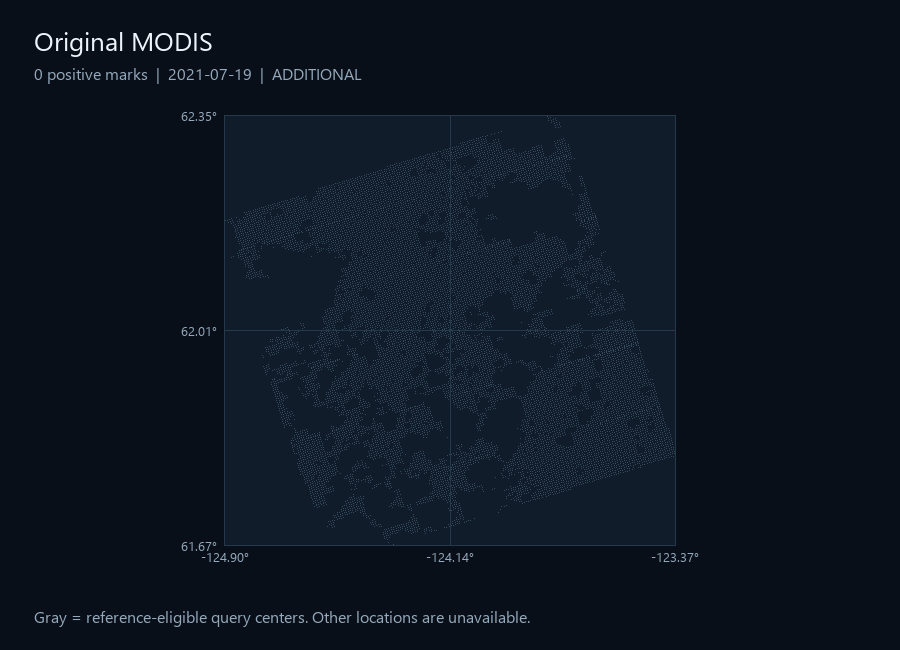 Original MODIS
0 positive marks | 2021-07-19 | ADDITIONAL
62.35°
62.01°
61.67°
-124.90°
-124.14°
-123.37°
Gray = reference-eligible query centers. Other locations are unavailable.